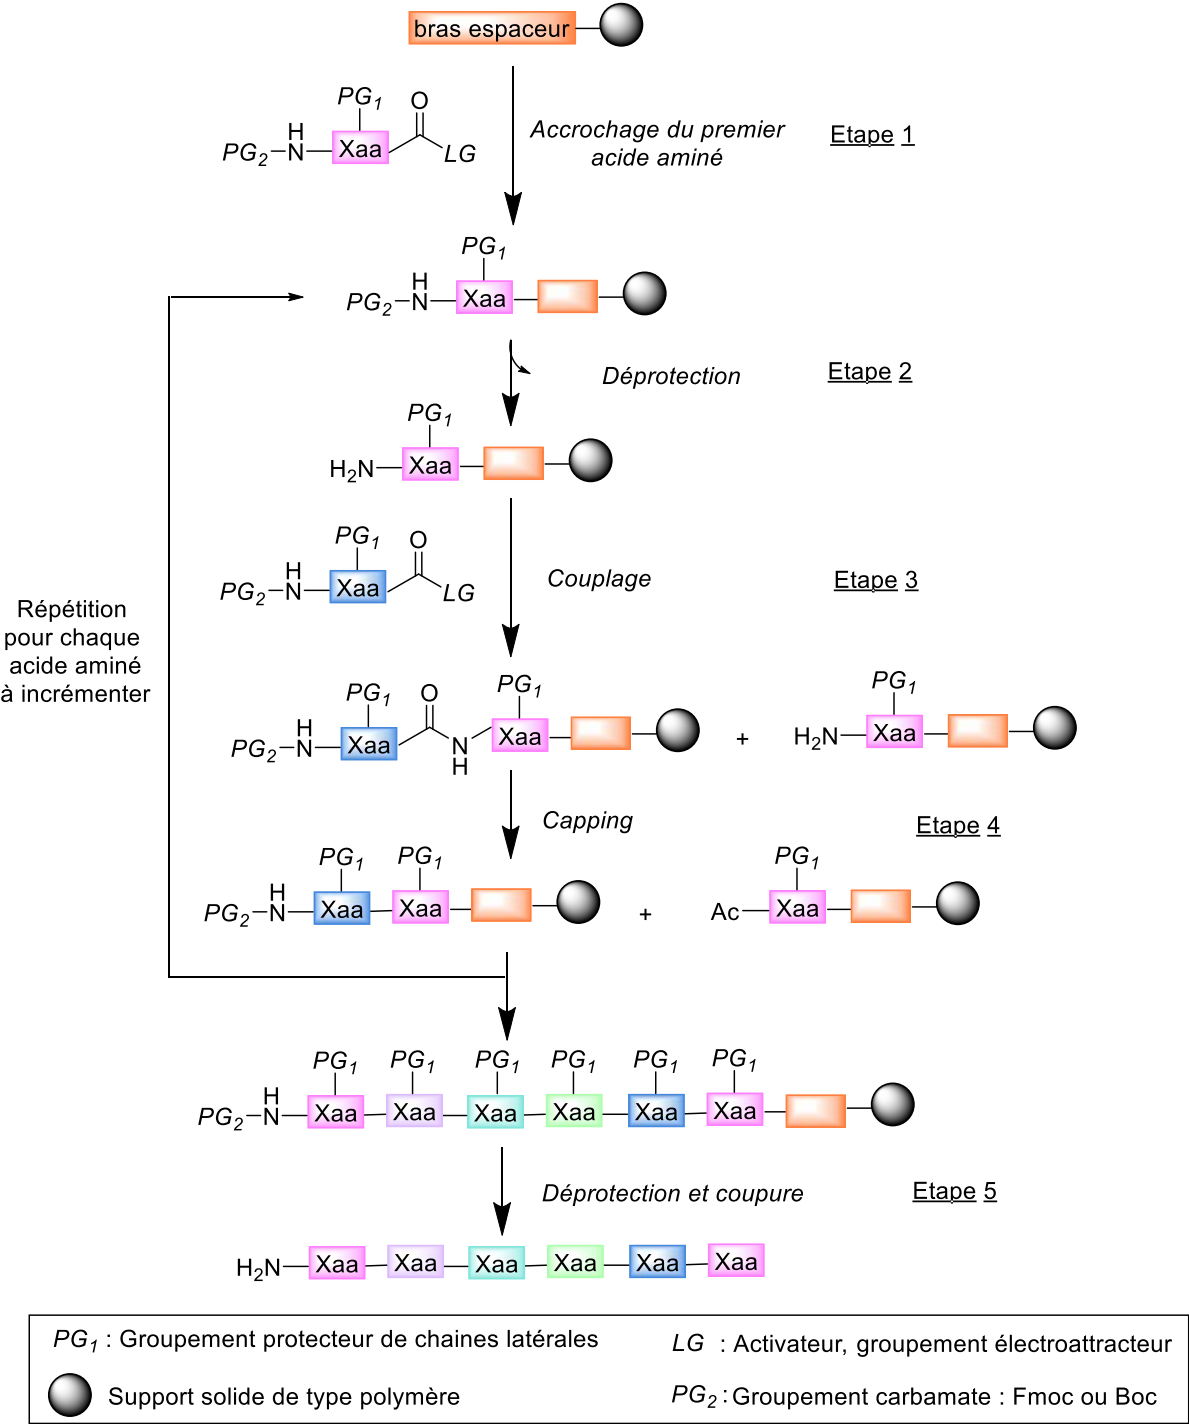 bras espaceur
PG1
O
H
PG2 N Xaa LG
Accrochage du premier
acide aminé
Etape 1
PG1
H
PG2 N Xaa
Déprotection
Etape 2
PG1
H2N Xaa
PG1
O
H
PG2 N Xaa LG
Couplage
Etape 3
Répétition
pour chaque
acide aminé
à incrémenter
PG1
O
PG1
H
PG2 N Xaa N Xaa
H
+
PG1
H2N Xaa
Capping
Etape 4
PG1 PG1
H
PG2 N Xaa Xaa
+
PG1
Ac Xaa
PG1 PG1 PG1 PG1 PG1 PG1
H
PG2 N Xaa Xaa Xaa Xaa Xaa Xaa
Déprotection et coupure
Etape 5
H2N Xaa Xaa Xaa Xaa Xaa Xaa
PG1 : Groupement protecteur de chaines latérales
LG : Activateur, groupement électroattracteur
Support solide de type polymère
PG2 : Groupement carbamate : Fmoc ou Boc